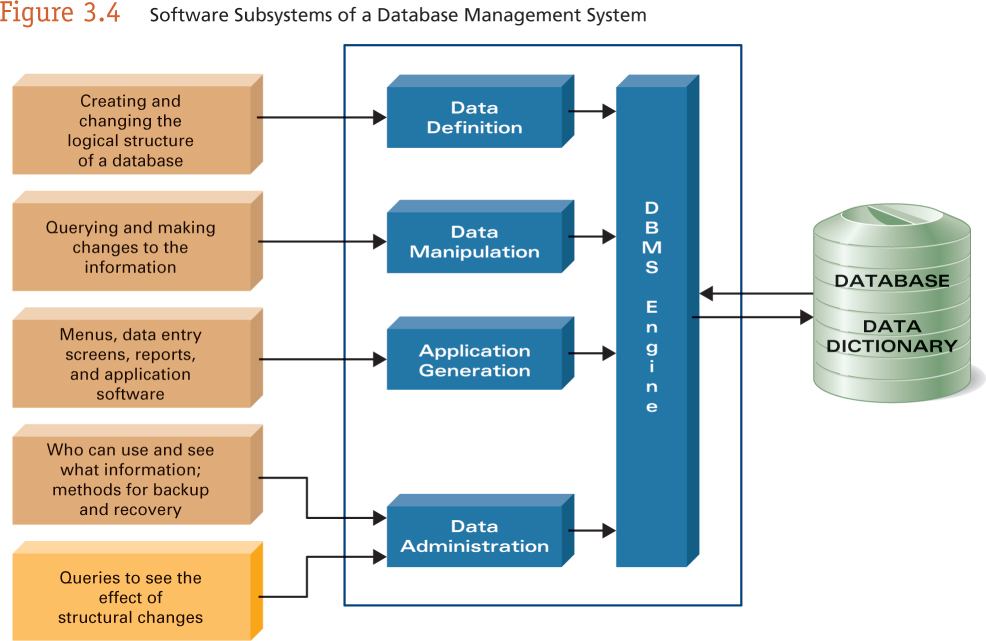 Figure 3.4 Software Subsystems of a Database Management System
Creating and
changing the
logical structure
of a database
Data
Definition
Querying and making
changes to the
information
Data
Manipulation
Menus, data entry
screens, reports,
and application
software
Application
Generation
Who can use and see
what information;
methods for backup
and recovery
Data
Administration
Queries to see the
effect of
structural changes
DBMS
Engine
DATABASE
DATA
DICTIONARY